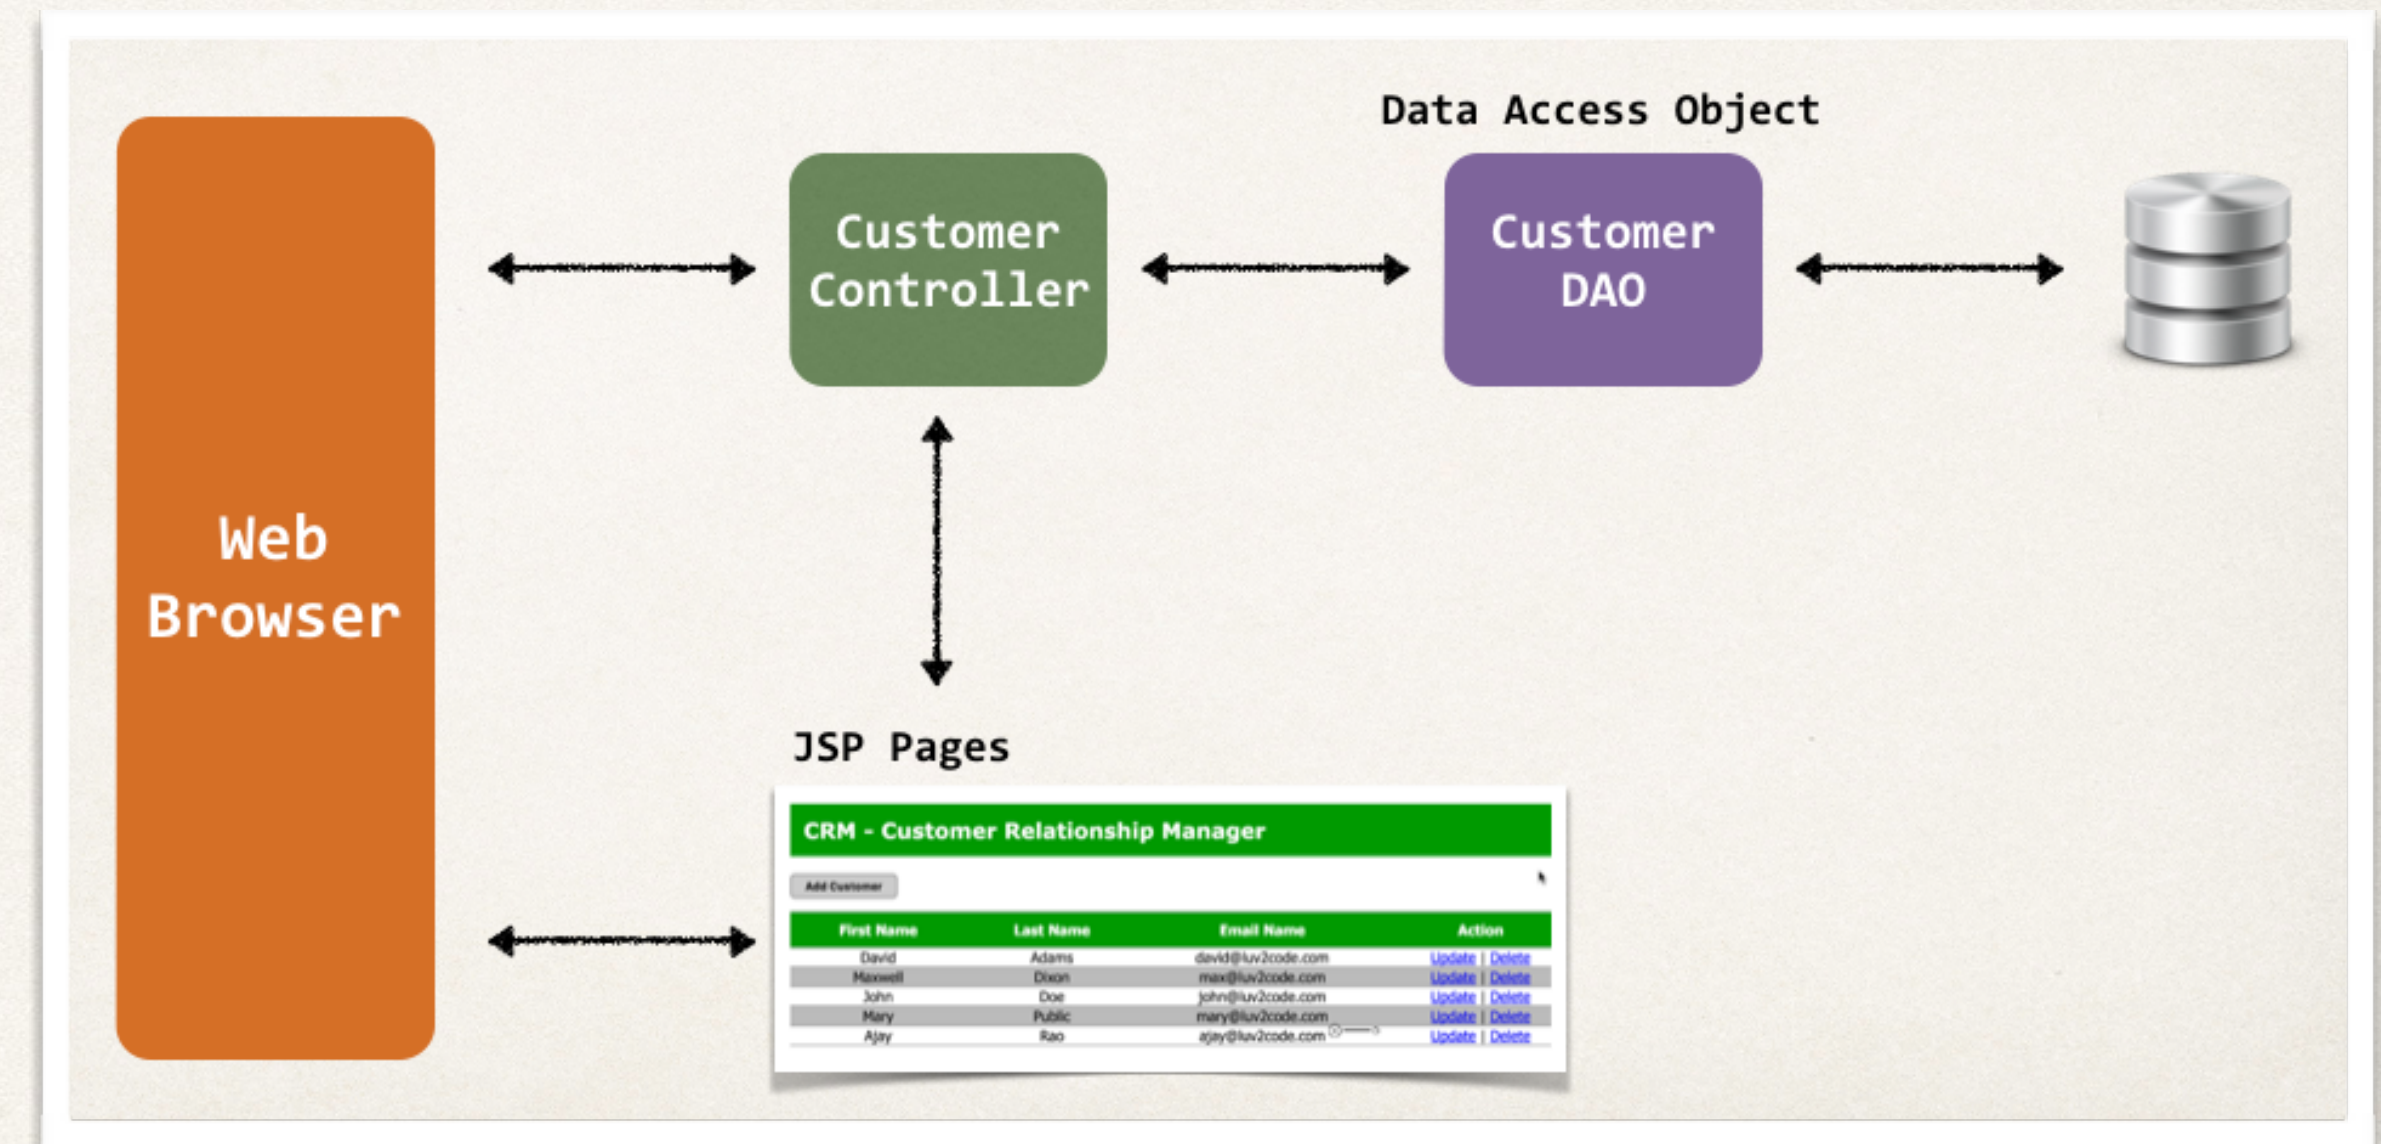 Data Access Object
Customer
Controller
Customer
DAO
Web
Browser
JSP Pages
CRM - Customer Relationship Manager
Add Customer
First Name Last Name Email Name Action
David Adams david@luv2code.com Update | Delete
Maxwell Dixon max@luv2code.com Update | Delete
John Doe john@luv2code.com Update | Delete
Mary Public mary@luv2code.com Update | Delete
Ajay Rao ajay@luv2code.com Update | Delete